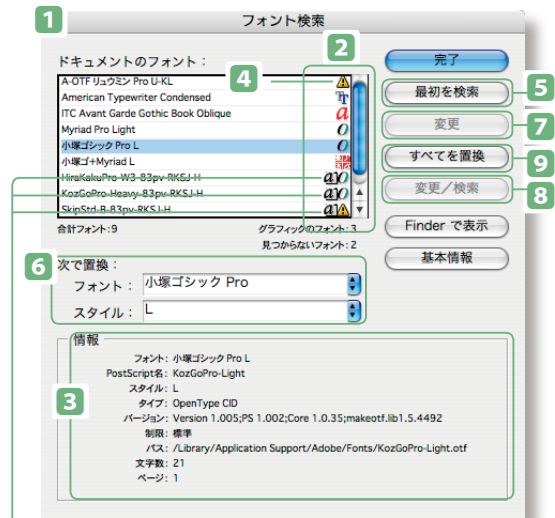 1
フォント検索
2
ドキュメントのフォント：
完了
4
A-OTF リュウミン Pro U-KL
American Typewriter Condensed
ITC Avant Garde Gothic Book Oblique
Myriad Pro Light
小塚ゴシック Pro L
小塚ゴ+Myriad L
HiraKakuPro-W3-83pv-RKSJ-H
KozGoPro-Heavy-83pv-RKSJ-H
SkipStd-B-83pv-RKSJ-H
最初を検索
5
変更
7
すべてを置換
9
変更／検索
8
合計フォント：9
グラフィックのフォント：3
見つからないフォント：2
Finder で表示
基本情報
6
次で置換：
フォント：
小塚ゴシック Pro
スタイル：
L
情報
3
フォント：小塚ゴシック Pro L
PostScript名：KozGoPro-Light
スタイル：L
タイプ：OpenType CID
バージョン：Version 1.005;PS 1.002;Core 1.0.35;makeotf.lib1.5.4492
制限：標準
パス：/Library/Application Support/Adobe/Fonts/KozGoPro-Light.otf
文字数：21
ページ：1